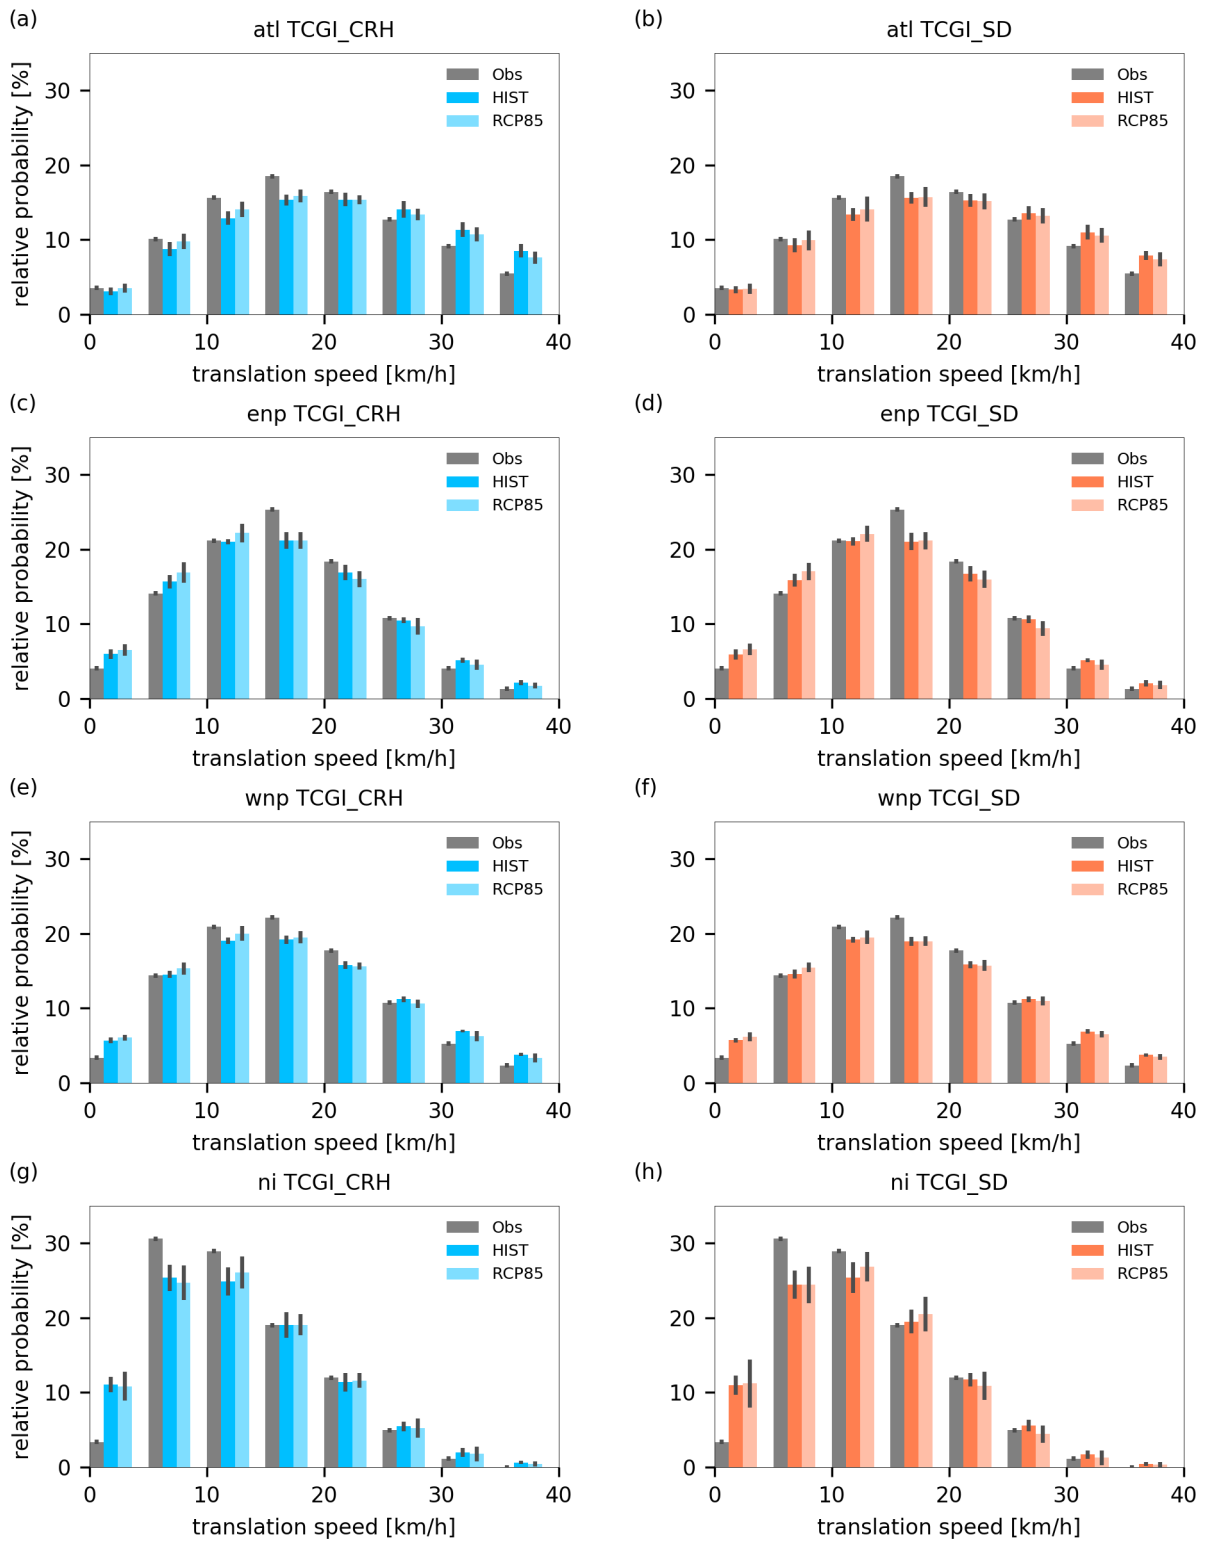 (a)
atl TCGI_CRH
relative probability [%]
30
20
10
0
Obs
HIST
RCP85
0 10 20 30 40
translation speed [km/h]
(b)
atl TCGI_SD
30
20
10
0
Obs
HIST
RCP85
0 10 20 30 40
translation speed [km/h]
(c)
enp TCGI_CRH
relative probability [%]
30
20
10
0
Obs
HIST
RCP85
0 10 20 30 40
translation speed [km/h]
(d)
enp TCGI_SD
30
20
10
0
Obs
HIST
RCP85
0 10 20 30 40
translation speed [km/h]
(e)
wnp TCGI_CRH
relative probability [%]
30
20
10
0
Obs
HIST
RCP85
0 10 20 30 40
translation speed [km/h]
(f)
wnp TCGI_SD
30
20
10
0
Obs
HIST
RCP85
0 10 20 30 40
translation speed [km/h]
(g)
ni TCGI_CRH
relative probability [%]
30
20
10
0
Obs
HIST
RCP85
0 10 20 30 40
translation speed [km/h]
(h)
ni TCGI_SD
30
20
10
0
Obs
HIST
RCP85
0 10 20 30 40
translation speed [km/h]